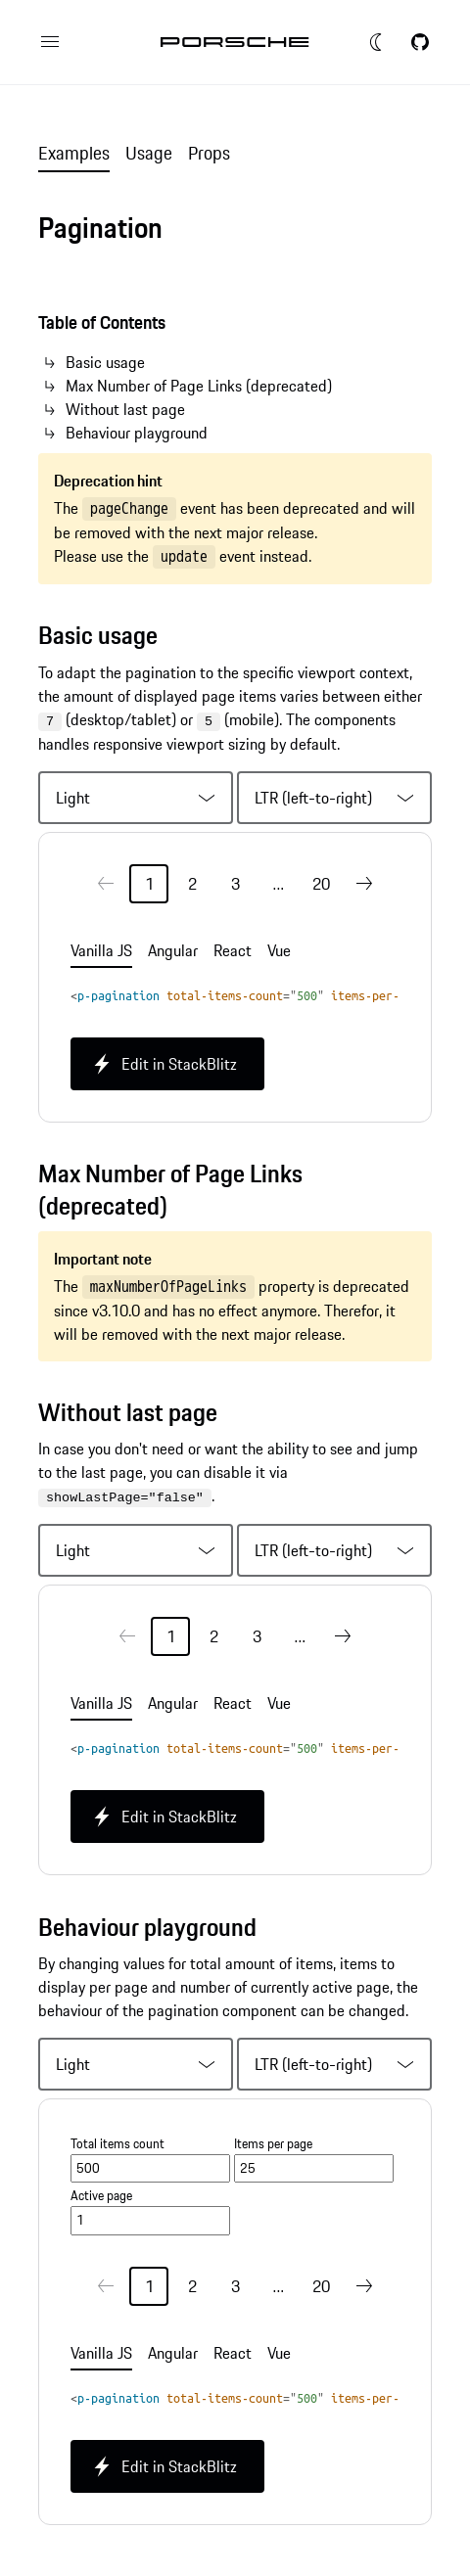 PORSCHE
Examples Usage Props
Pagination
Table of Contents
Basic usage
Max Number of Page Links (deprecated)
Without last page
Behaviour playground
Deprecation hint
The pageChange event has been deprecated and will
be removed with the next major release.
Please use the update event instead.
Basic usage
To adapt the pagination to the specific viewport context,
the amount of displayed page items varies between either
7 (desktop/tablet) or 5 (mobile). The components
handles responsive viewport sizing by default.
Light LTR (left-to-right)
1 2 3 ... 20
Vanilla JS Angular React Vue
<p-pagination total-items-count="500" items-per-
Edit in StackBlitz
Max Number of Page Links
(deprecated)
Important note
The maxNumberOfPageLinks property is deprecated
since v3.10.0 and has no effect anymore. Therefor, it
will be removed with the next major release.
Without last page
In case you don't need or want the ability to see and jump
to the last page, you can disable it via
showLastPage="false".
Light LTR (left-to-right)
1 2 3 ...
Vanilla JS Angular React Vue
<p-pagination total-items-count="500" items-per-
Edit in StackBlitz
Behaviour playground
By changing values for total amount of items, items to
display per page and number of currently active page, the
behaviour of the pagination component can be changed.
Light LTR (left-to-right)
Total items count Items per page
500 25
Active page
1
1 2 3 ... 20
Vanilla JS Angular React Vue
<p-pagination total-items-count="500" items-per-
Edit in StackBlitz